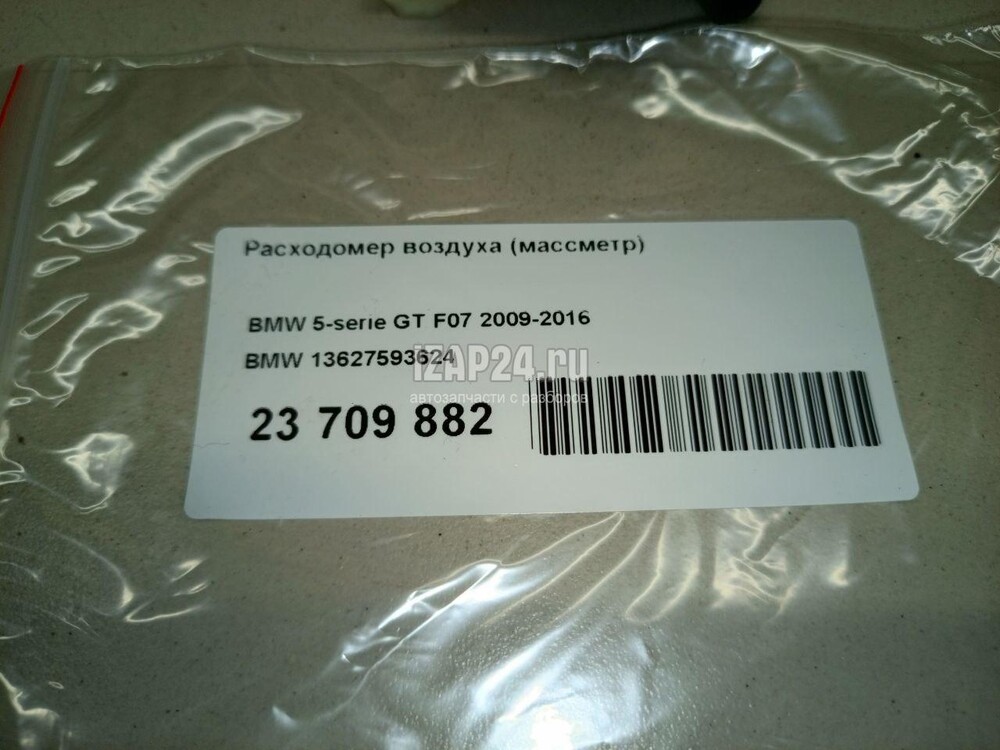 Расходомер воздуха (массметр)
BMW 5-serie GT F07 2009-2016
BMW 13627593624
iZAP24.ru
автозапчасти с разборов
23 709 882